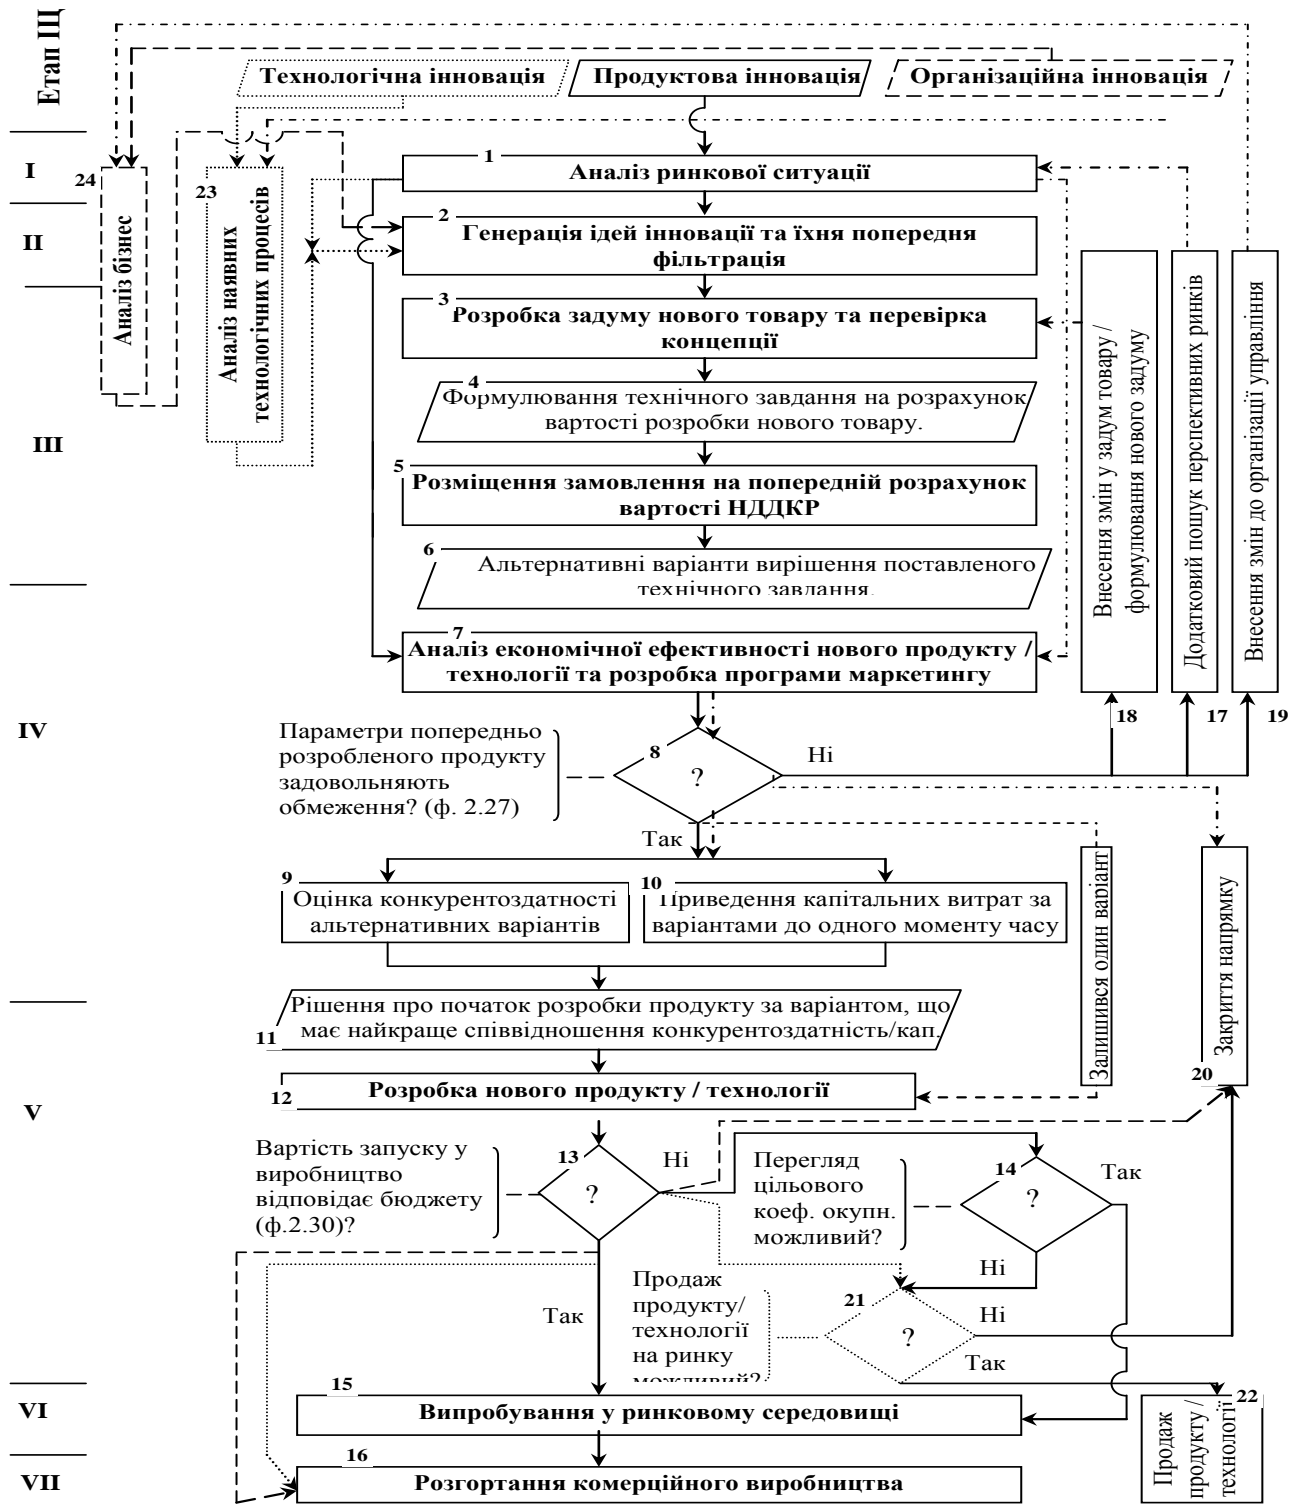 Етап ІЦ
Технологічна інновація
Продуктова інновація
Організаційна інновація
I
24
23
1
Аналіз ринкової ситуації
II
2
Генерація ідей інновації та їхня попередня
фільтрація
Аналіз бізнес
Аналіз наявних
технологічних процесів
3
Розробка задуму нового товару та перевірка
концепції
III
4
Формулювання технічного завдання на розрахунок
вартості розробки нового товару.
5
Розміщення замовлення на попередній розрахунок
вартості НДДКР
6
Альтернативні варіанти вирішення поставленого
технічного завдання.
Внесення змін у задум товару /
формулювання нового задуму
Додатковий пошук перспективних ринків
Внесення змін до організації управління
7
Аналіз економічної ефективності нового продукту /
технології та розробка програми маркетингу
18
17
19
IV
Параметри попередньо
розробленого продукту
задовольняють
обмеження? (ф. 2.27)
8
?
Ні
Так
9
Оцінка конкурентоздатності
альтернативних варіантів
10
Приведення капітальних витрат за
варіантами до одного моменту часу
Залишився один варіант
Закриття напрямку
20
11
Рішення про початок розробки продукту за варіантом, що
має найкраще співвідношення конкурентоздатність/кап.
12
Розробка нового продукту / технології
V
Вартість запуску у
виробництво
відповідає бюджету
(ф.2.30)?
13
?
Ні
Перегляд
цільового
коеф. окупн.
можливий?
14
?
Так
Ні
Так
Продаж
продукту/
технології
на ринку
можливий?
21
?
Ні
Так
VI
15
Випробування у ринковому середовищі
22
Продаж
продукту /
технології
VII
16
Розгортання комерційного виробництва